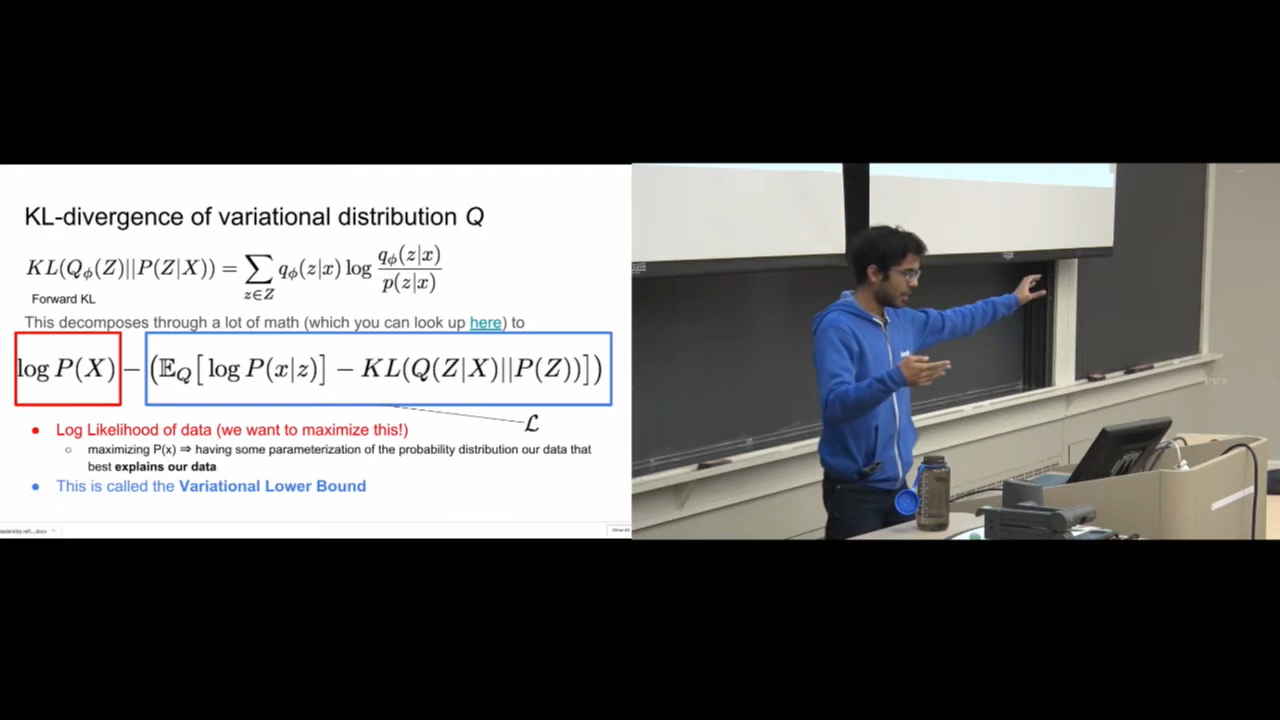 KL-divergence of variational distribution Q
KL(Q_ϕ(Z)||P(Z|X)) = ∑_{z∈Z} q_ϕ(z|x) log q_ϕ(z|x) / p(z|x)
Forward KL
This decomposes through a lot of math (which you can look up here) to
log P(X) − (𝔼_Q[ log P(x|z)] − KL(Q(Z|X)||P(Z))])
ℒ
● Log Likelihood of data (we want to maximize this!)
○ maximizing P(x) ⇒ having some parameterization of the probability distribution our data that
best explains our data
● This is called the Variational Lower Bound